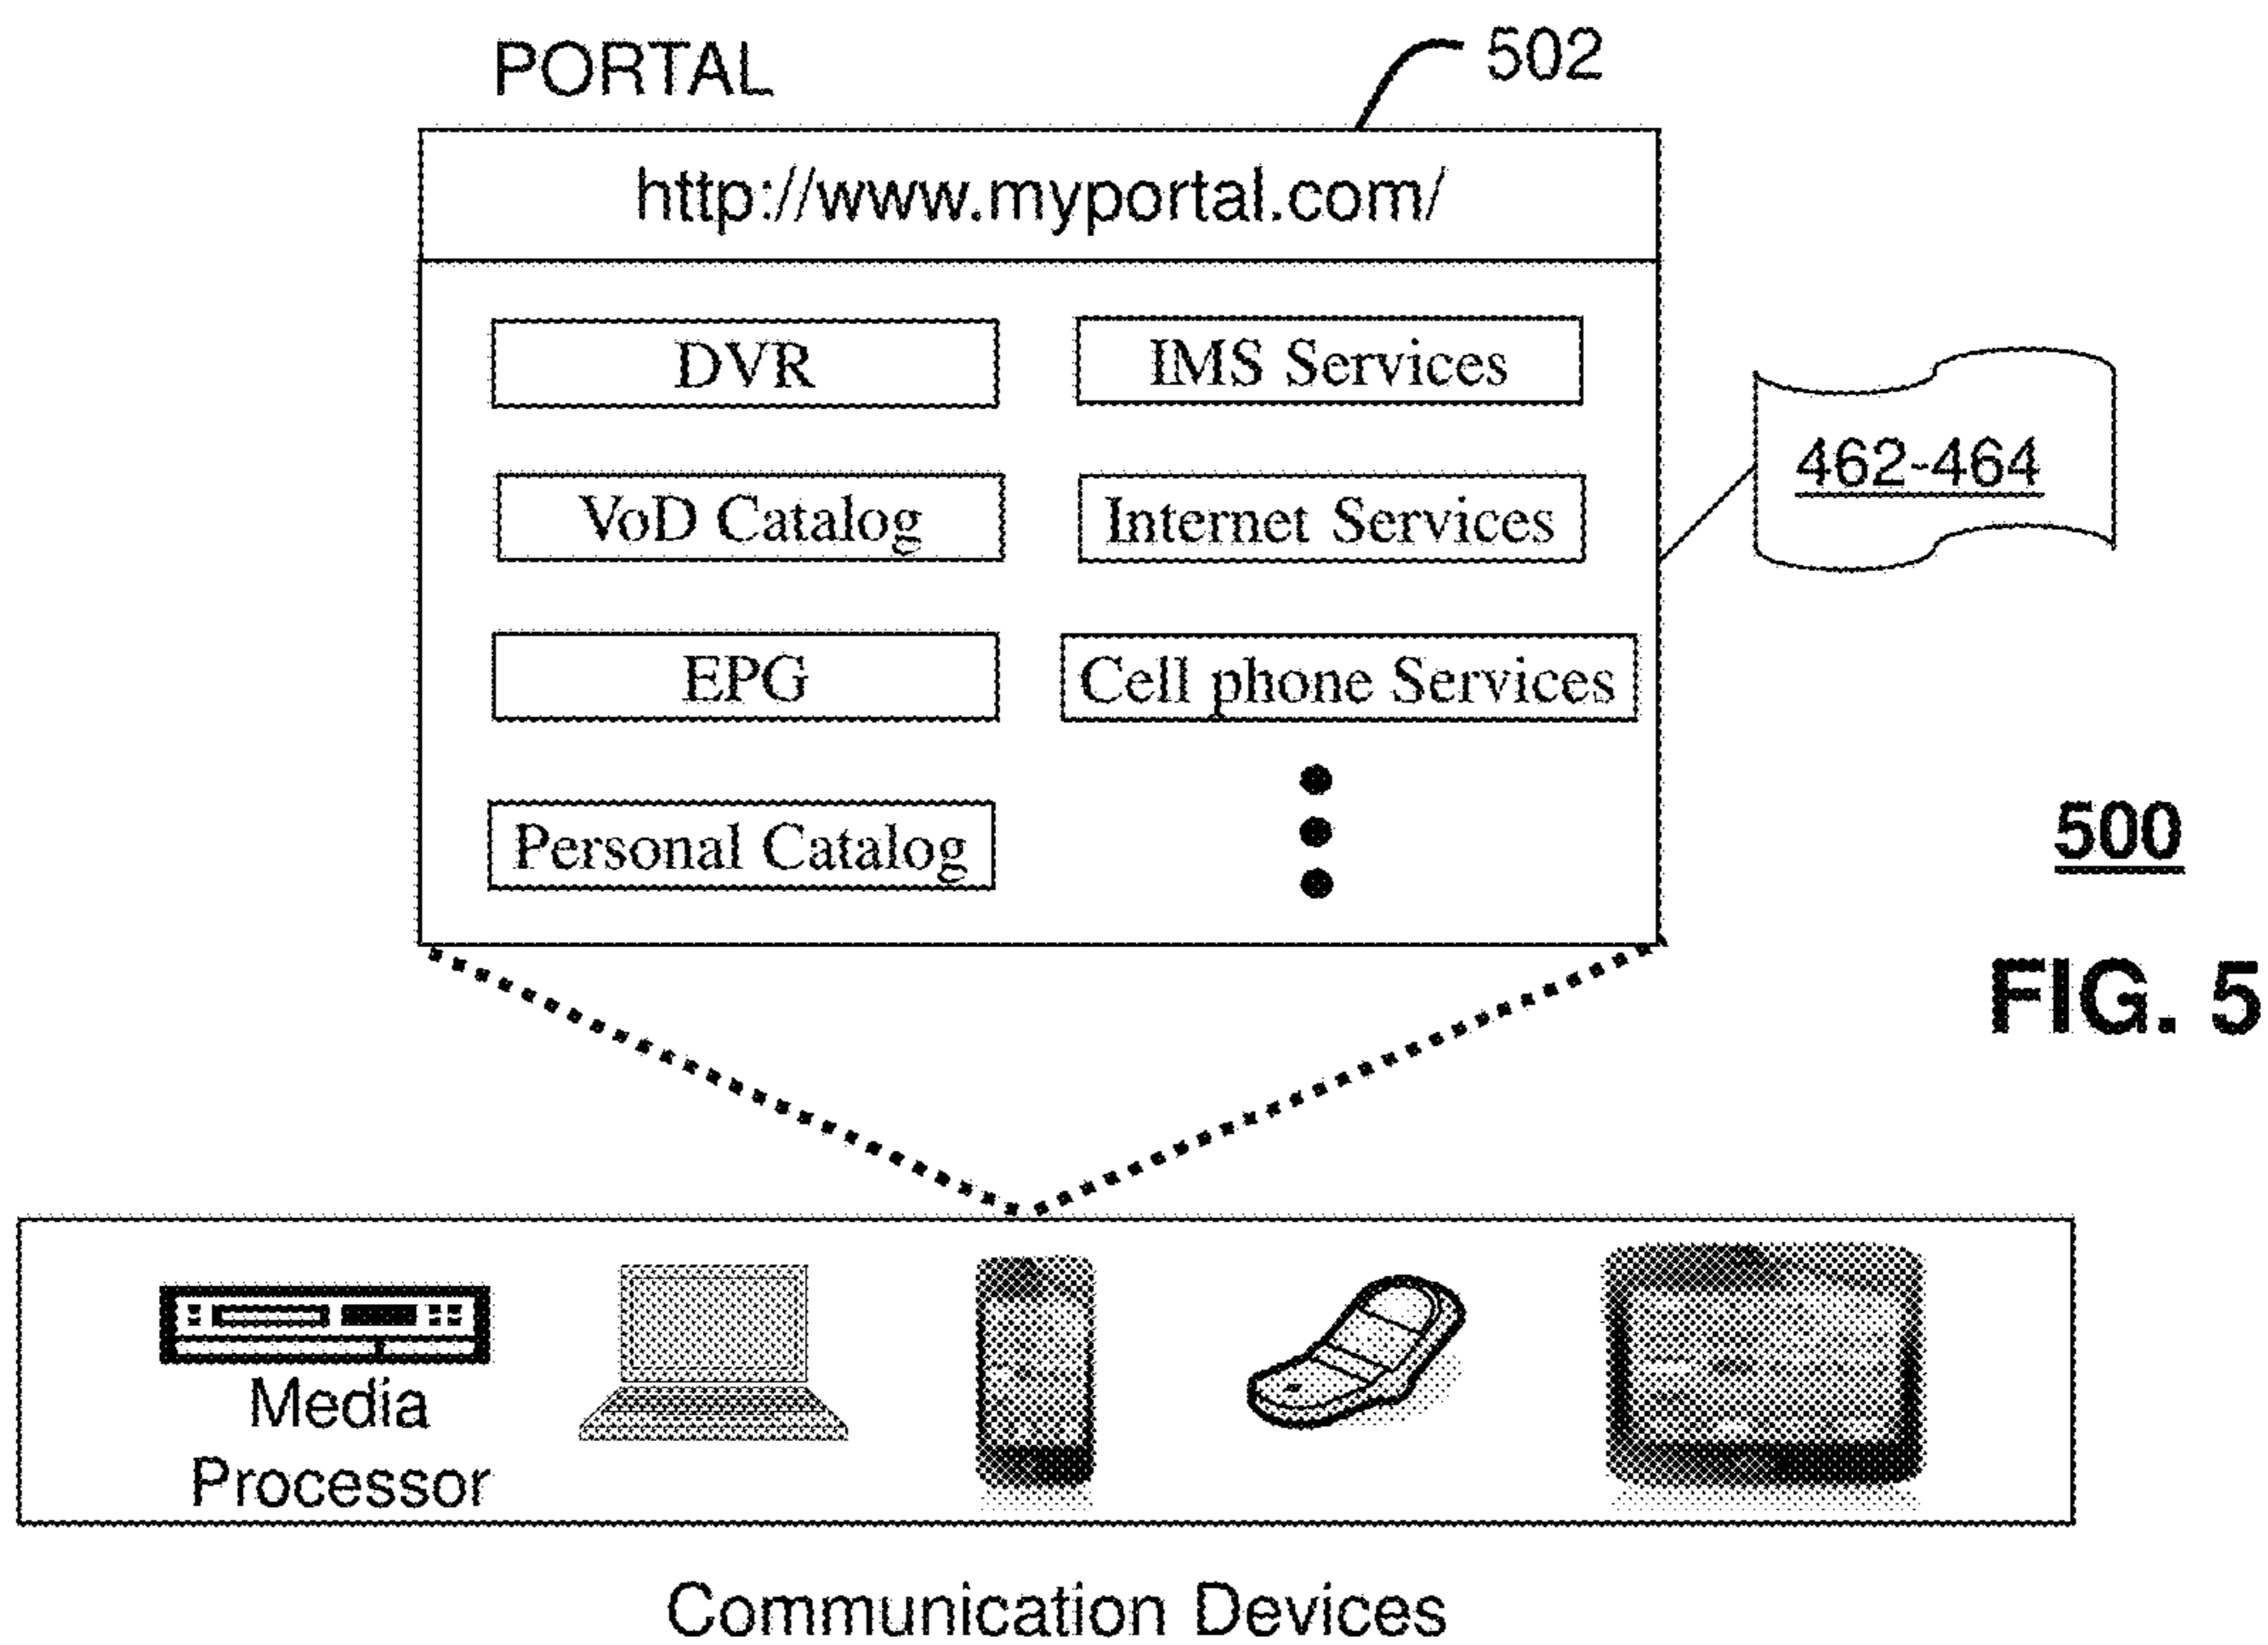 PORTAL
502
http://www.myportal.com/
DVR
IMS Services
VoD Catalog
Internet Services
EPG
Cell phone Services
Personal Catalog
462-464
500
FIG. 5
Media
Processor
Communication Devices